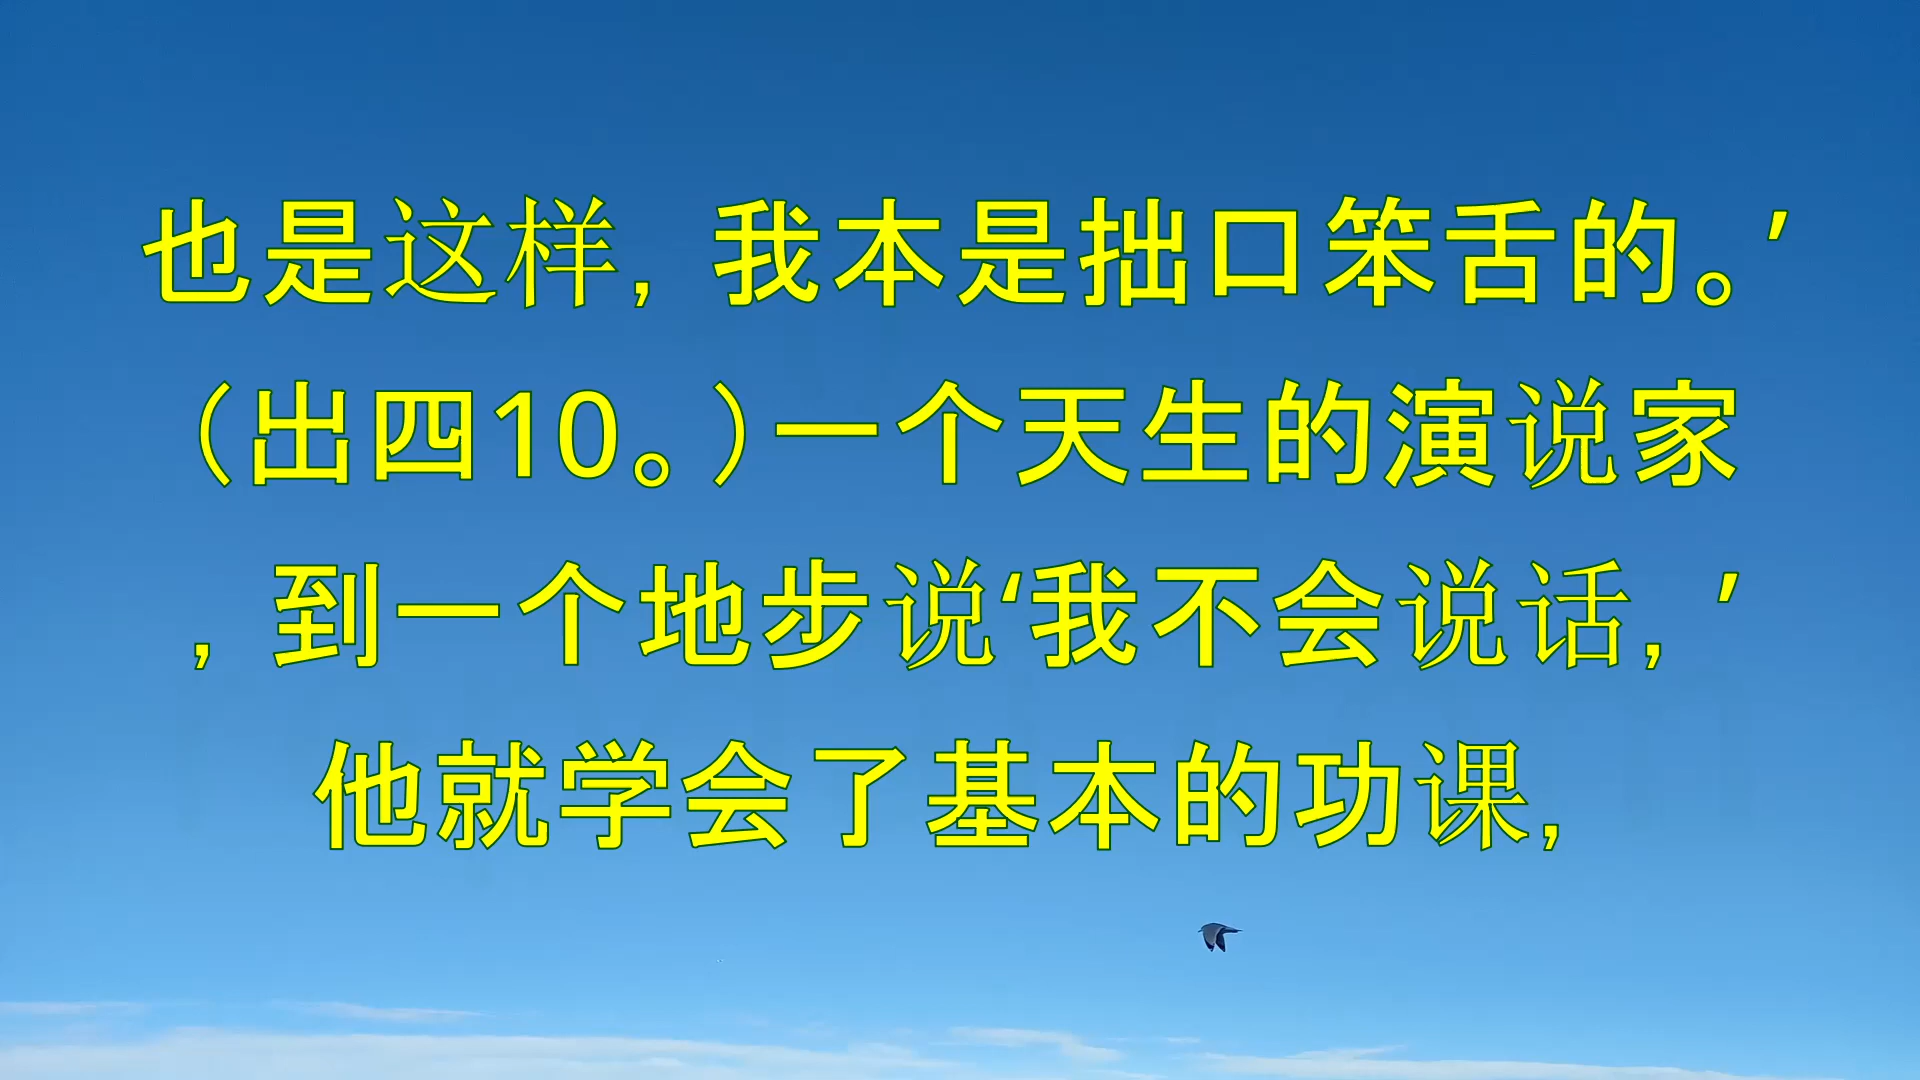 也是这样，我本是拙口笨舌的。’
（出四10。）一个天生的演说家
，到一个地步说‘我不会说话，’
他就学会了基本的功课，